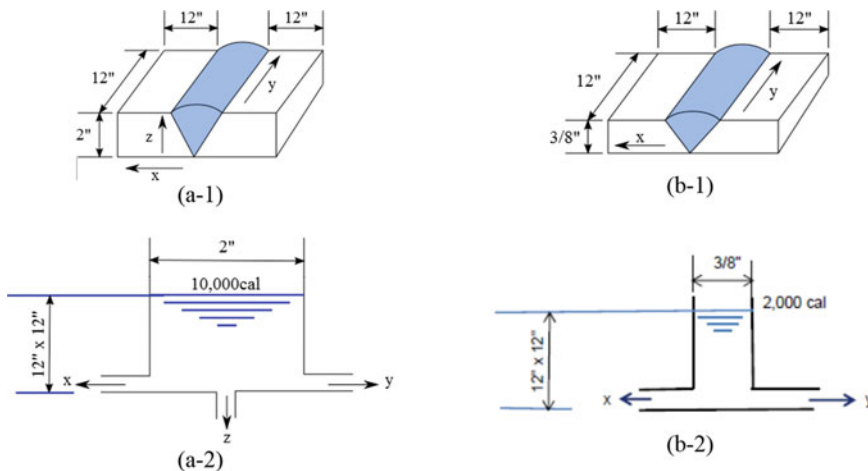 12" 12"
12"
y
2"
z
x
(a-1)
12" 12"
12"
y
3/8"
x
(b-1)
2"
10,000cal
12" x 12"
x y
z
(a-2)
3/8"
2,000 cal
12" x 12"
x y
(b-2)